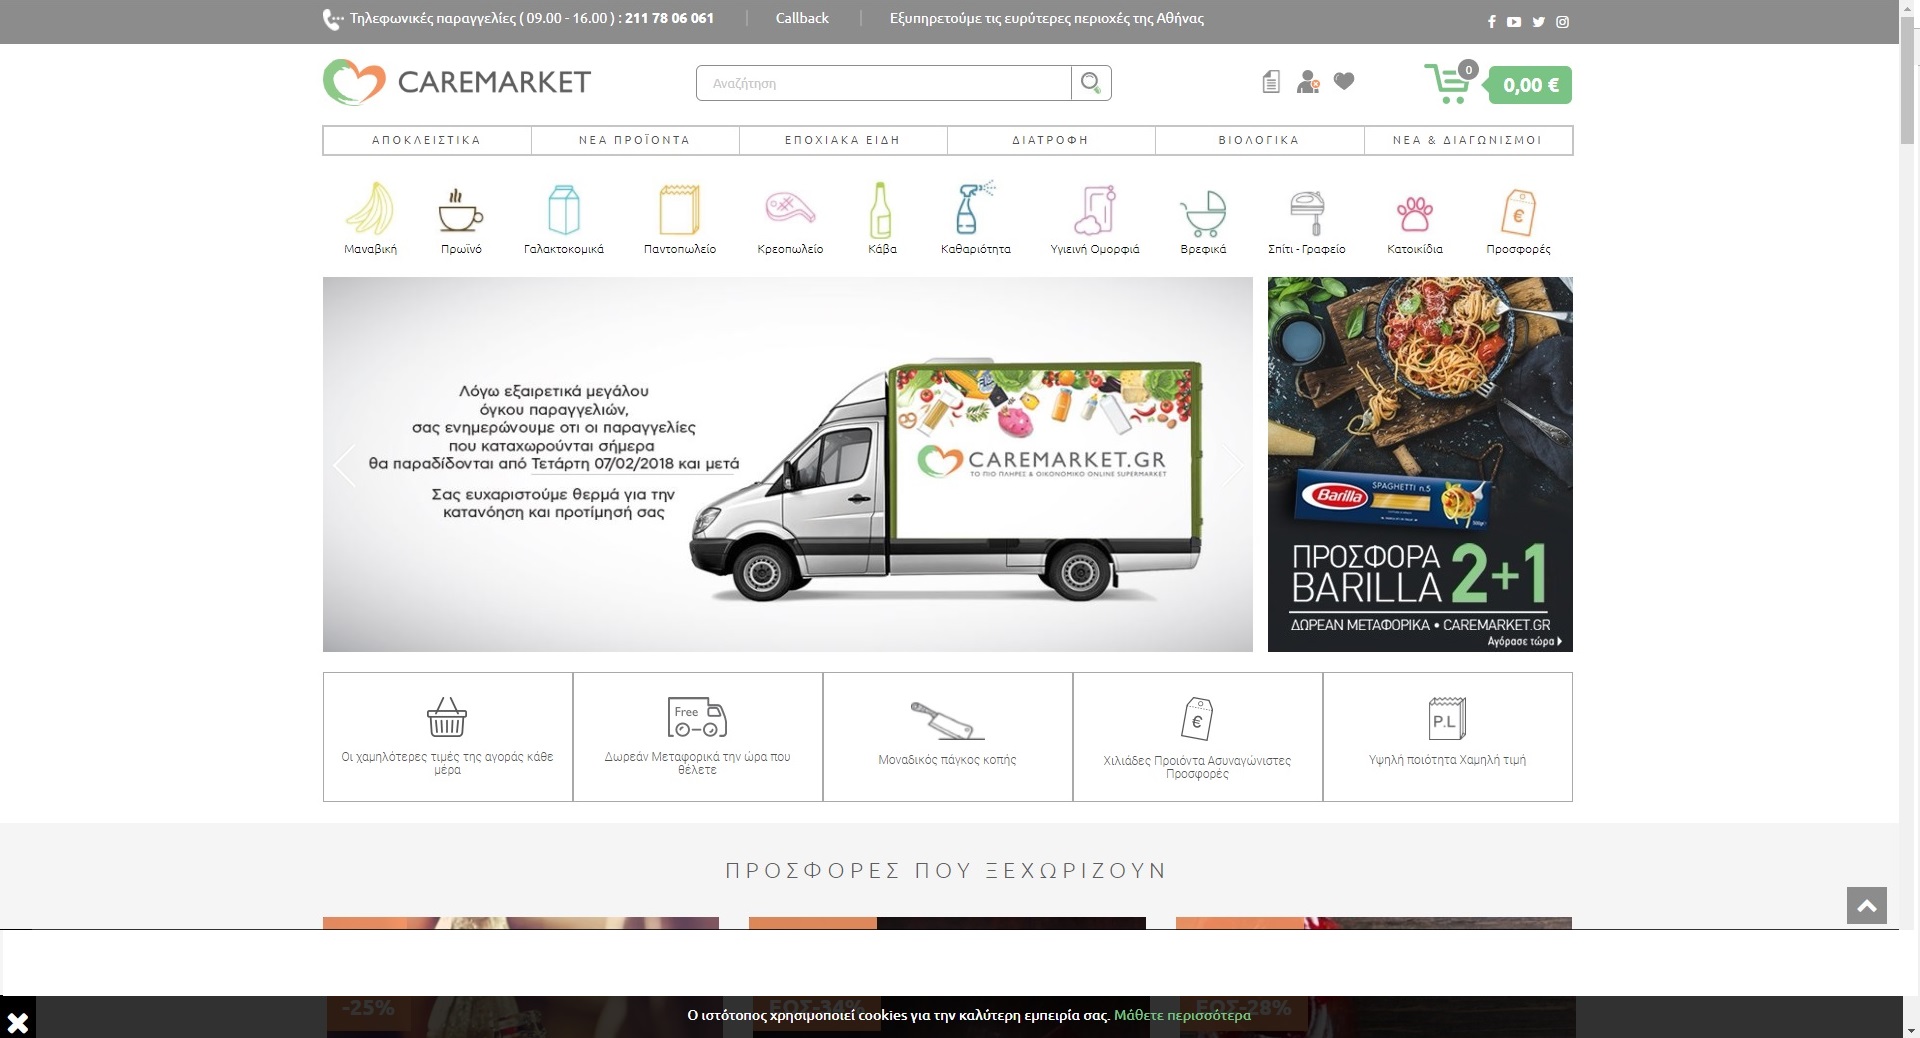 Τηλεφωνικές παραγγελίες ( 09.00 - 16.00 ) : 211 78 06 061
Callback
Εξυπηρετούμε τις ευρύτερες περιοχές της Αθήνας
CAREMARKET
Αναζήτηση
0
0,00 €
ΑΠΟΚΛΕΙΣΤΙΚΑ
ΝΕΑ ΠΡΟΪΟΝΤΑ
ΕΠΟΧΙΑΚΑ ΕΙΔΗ
ΔΙΑΤΡΟΦΗ
ΒΙΟΛΟΓΙΚΑ
ΝΕΑ & ΔΙΑΓΩΝΙΣΜΟΙ
€
Μαναβική
Πρωϊνό
Γαλακτοκομικά
Παντοπωλείο
Κρεοπωλείο
Κάβα
Καθαριότητα
Υγιεινή Ομορφιά
Βρεφικά
Σπίτι - Γραφείο
Κατοικίδια
Προσφορές
Λόγω εξαιρετικά μεγάλου
όγκου παραγγελιών,
σας ενημερώνουμε οτι οι παραγγελίες
που καταχωρούνται σήμερα
θα παραδίδονται από Τετάρτη 07/02/2018 και μετά
Σας ευχαριστούμε θερμά για την
κατανόηση και προτίμησή σας
CAREMARKET.GR
ΤΟ ΠΙΟ ΠΛΗΡΕΣ & ΟΙΚΟΝΟΜΙΚΟ ONLINE SUPERMARKET
Barilla
SPAGHETTI n.5
500g
ΠΡΟΣΦΟΡΑ
BARILLA 2+1
ΔΩΡΕΑΝ ΜΕΤΑΦΟΡΙΚΑ • CAREMARKET.GR
Αγόρασε τώρα
Οι χαμηλότερες τιμές της αγοράς κάθε
μέρα
Free
Δωρεάν Μεταφορικά την ώρα που
θέλετε
Μοναδικός πάγκος κοπής
€
Χιλιάδες Προιόντα Ασυναγώνιστες
Προσφορές
P.L
Υψηλή ποιότητα Χαμηλή τιμή
ΠΡΟΣΦΟΡΕΣ ΠΟΥ ΞΕΧΩΡΙΖΟΥΝ
-25%
ΕΩΣ-34%
ΕΩΣ-28%
Ο ιστότοπος χρησιμοποιεί cookies για την καλύτερη εμπειρία σας. Μάθετε περισσότερα